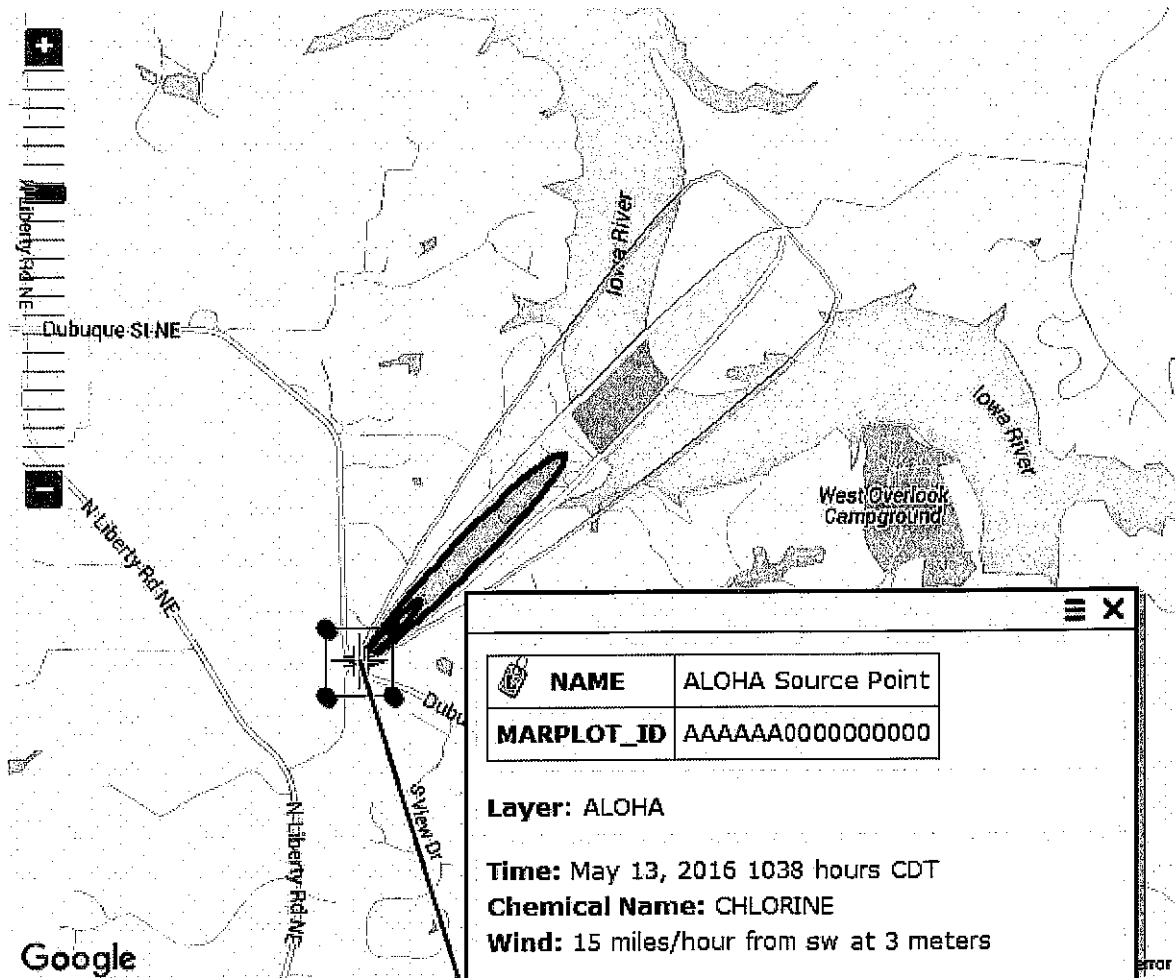 +
N Liberty Rd NE
Dubuque St NE
Iowa River
Iowa River
West Overlook
Campground
N Liberty Rd NE
NAME ALOHA Source Point
MARPLOT_ID AAAAAA0000000000
Dubu
Layer: ALOHA
S View Dr
N Liberty Rd NE
Time: May 13, 2016 1038 hours CDT
Chemical Name: CHLORINE
Wind: 15 miles/hour from sw at 3 meters
Google
error